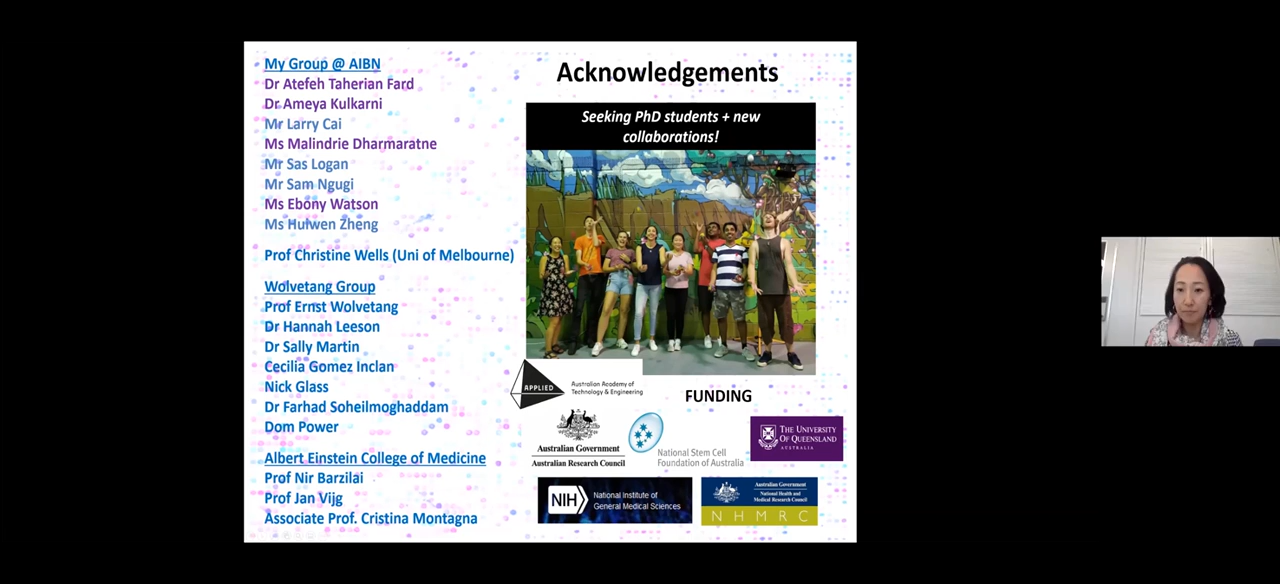 My Group @ AIBN
Dr Atefeh Taherian Fard
Dr Ameya Kulkarni
Mr Larry Cai
Ms Malindrie Dharmaratne
Mr Sas Logan
Mr Sam Ngugi
Ms Ebony Watson
Ms Huiwen Zheng
Prof Christine Wells (Uni of Melbourne)
Wolvetang Group
Prof Ernst Wolvetang
Dr Hannah Leeson
Dr Sally Martin
Cecilia Gomez Inclan
Nick Glass
Dr Farhad Soheilmoghaddam
Dom Power
Albert Einstein College of Medicine
Prof Nir Barzilai
Prof Jan Vijg
Associate Prof. Cristina Montagna
Acknowledgements
Seeking PhD students + new
collaborations!
APPLIED
Australian Academy of
Technology & Engineering
FUNDING
Australian Government
Australian Research Council
National Stem Cell
Foundation of Australia
THE UNIVERSITY
OF QUEENSLAND
AUSTRALIA
NIH
National Institute of
General Medical Sciences
Australian Government
National Health and
Medical Research Council
NHMRC